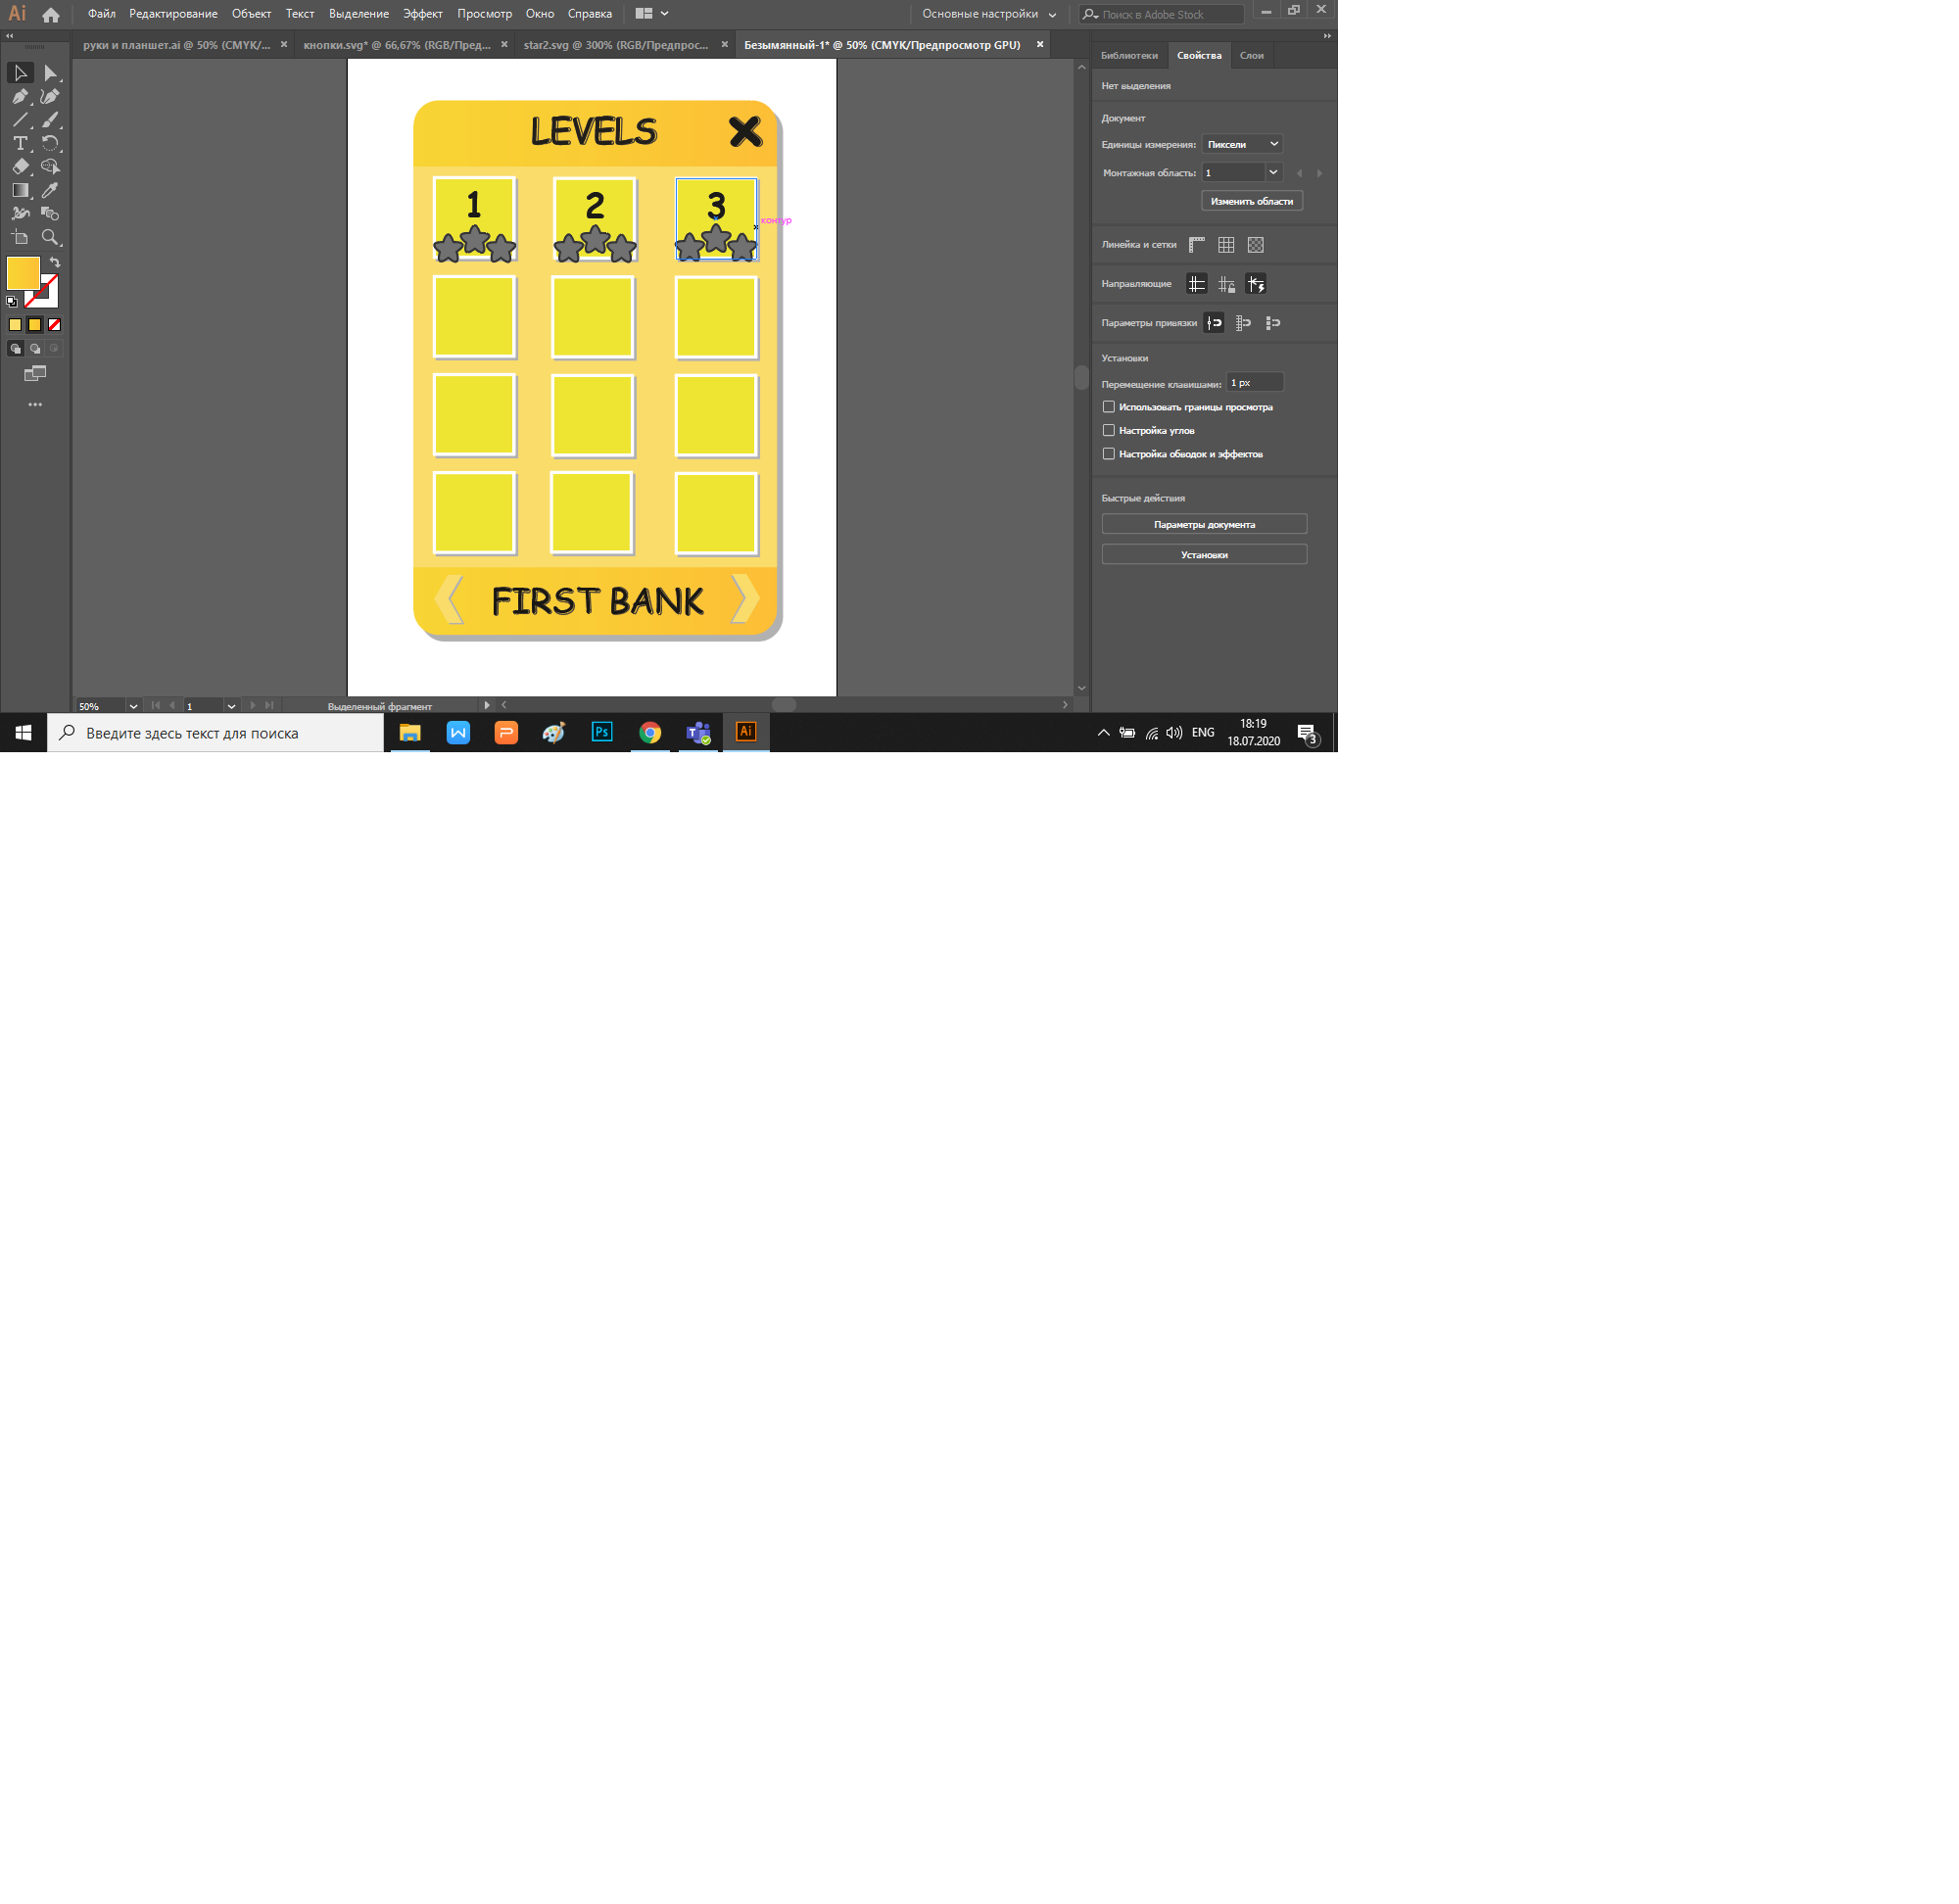 Ai Файл Редактирование Объект Текст Выделение Эффект Просмотр Окно Справка Основные настройки Поиск в Adobe Stock
руки и планшет.ai @ 50% (CMYK/... кнопки.svg* @ 66,67% (RGB/Пред... star2.svg @ 300% (RGB/Предпрос... Безымянный-1* @ 50% (CMYK/Предпросмотр GPU)
Библиотеки Свойства Слои
Нет выделения
Документ
Единицы измерения: Пиксели
Монтажная область: 1
Изменить области
Линейка и сетки
Направляющие
Параметры привязки
Установки
Перемещение клавишами: 1 px
Использовать границы просмотра
Настройка углов
Настройка обводок и эффектов
Быстрые действия
Параметры документа
Установки
LEVELS
1 2 3
контур
FIRST BANK
50% 1 Выделенный фрагмент
Введите здесь текст для поиска
Ps
T
Ai
ENG
18:19
18.07.2020
3